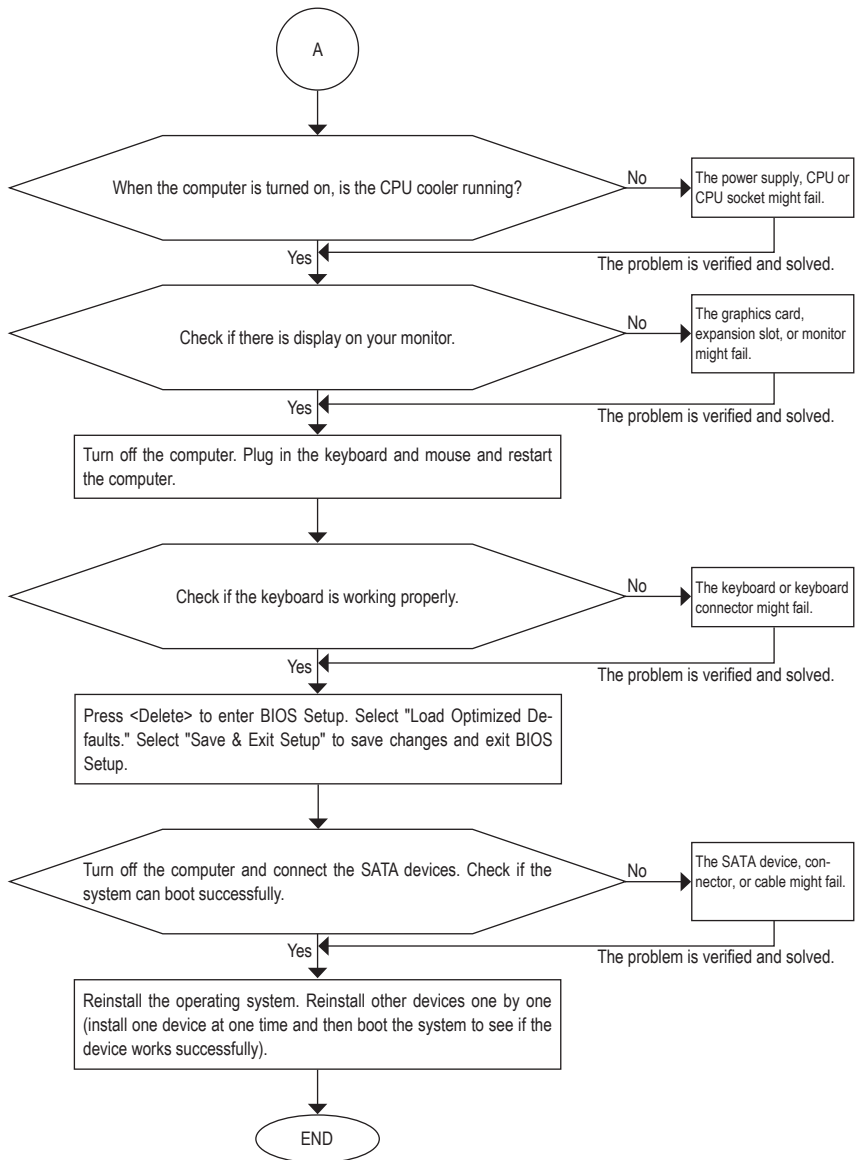 A
When the computer is turned on, is the CPU cooler running?
No
The power supply, CPU or
CPU socket might fail.
Yes
The problem is verified and solved.
Check if there is display on your monitor.
No
The graphics card,
expansion slot, or monitor
might fail.
Yes
The problem is verified and solved.
Turn off the computer. Plug in the keyboard and mouse and restart
the computer.
Check if the keyboard is working properly.
No
The keyboard or keyboard
connector might fail.
Yes
The problem is verified and solved.
Press <Delete> to enter BIOS Setup. Select "Load Optimized De-
faults." Select "Save & Exit Setup" to save changes and exit BIOS
Setup.
Turn off the computer and connect the SATA devices. Check if the
system can boot successfully.
No
The SATA device, con-
nector, or cable might fail.
Yes
The problem is verified and solved.
Reinstall the operating system. Reinstall other devices one by one
(install one device at one time and then boot the system to see if the
device works successfully).
END